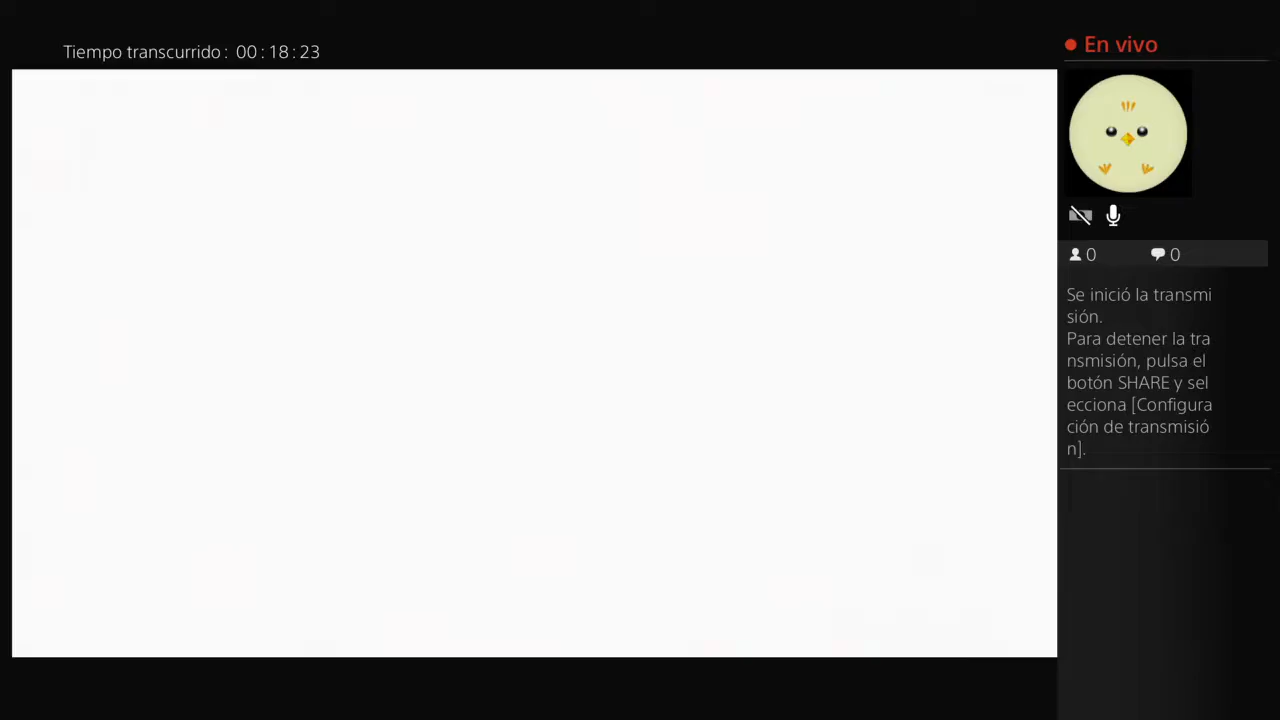 Tiempo transcurrido: 00:18:23
En vivo
0 0
Se inició la transmi
sión.
Para detener la tra
nsmisión, pulsa el
botón SHARE y sel
ecciona [Configura
ción de transmisió
n].